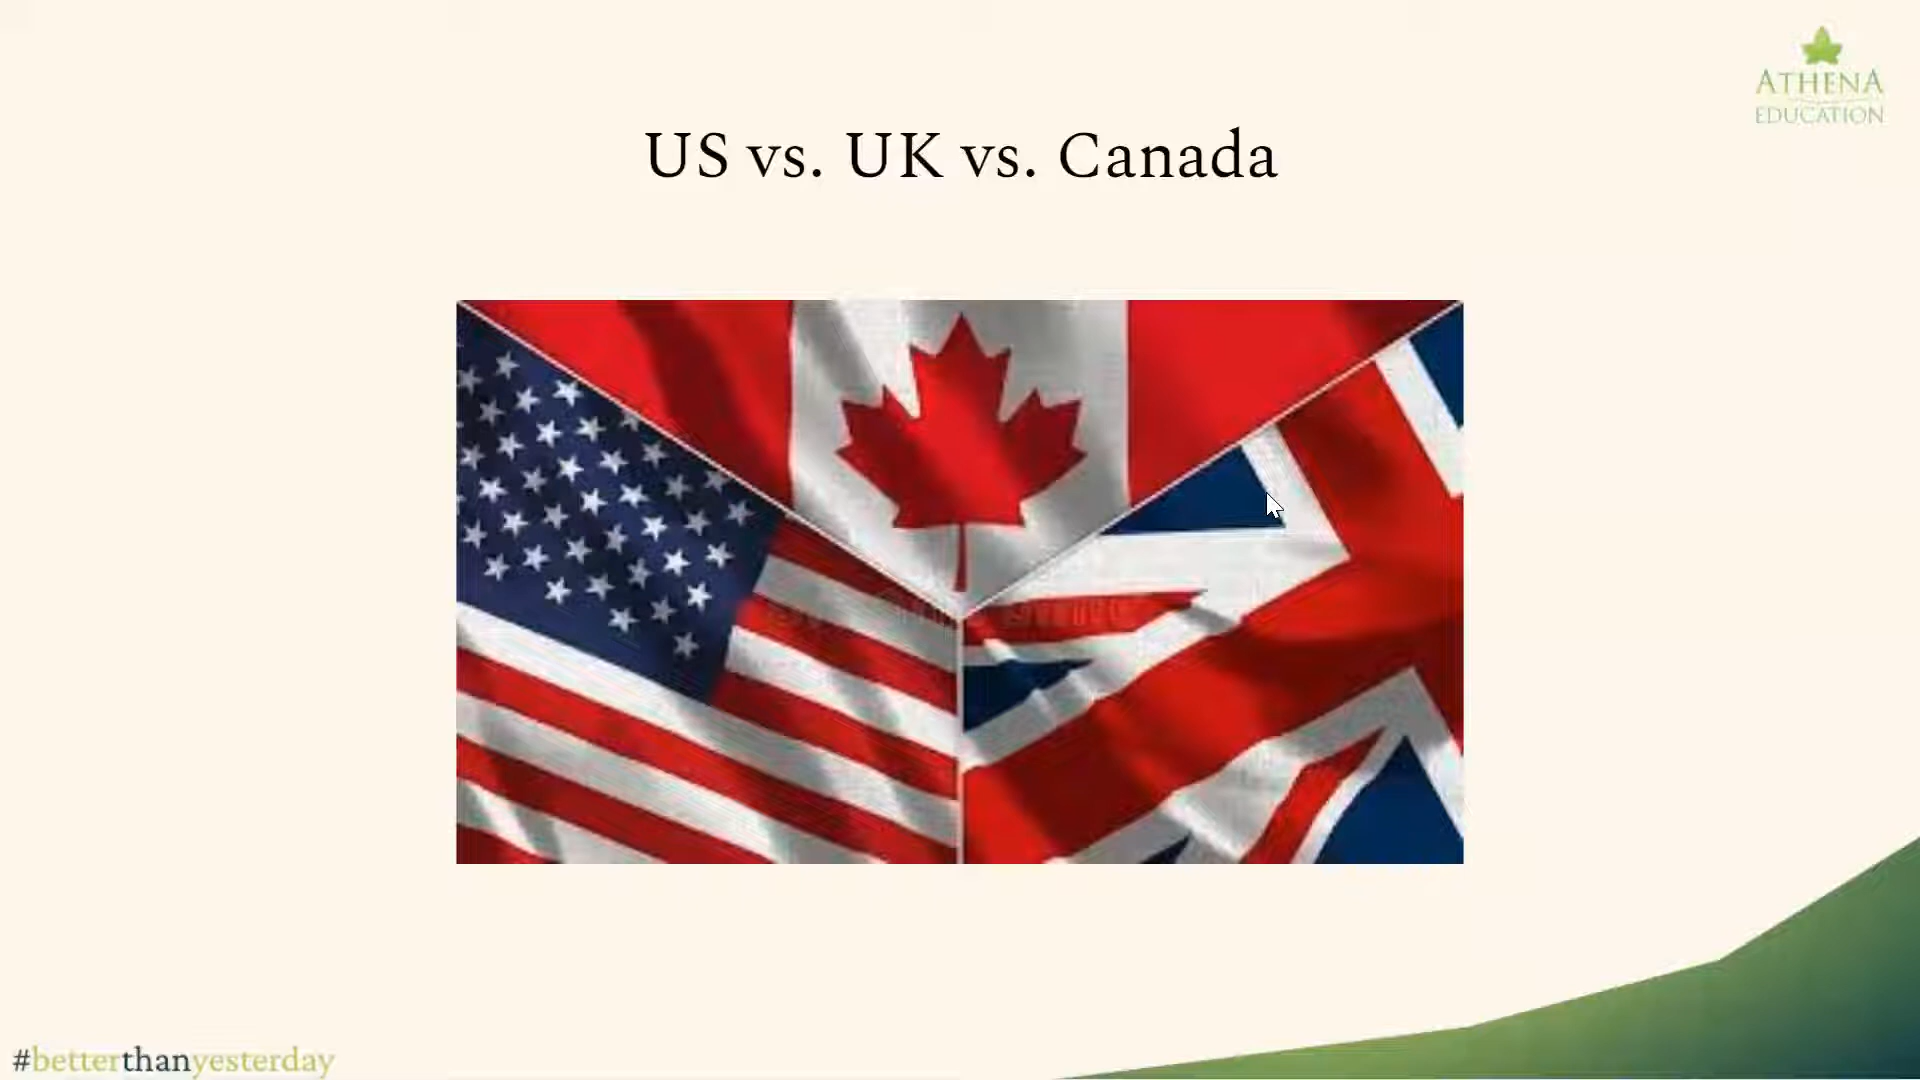 ATHENA
EDUCATION
US vs. UK vs. Canada
#betterthanyesterday